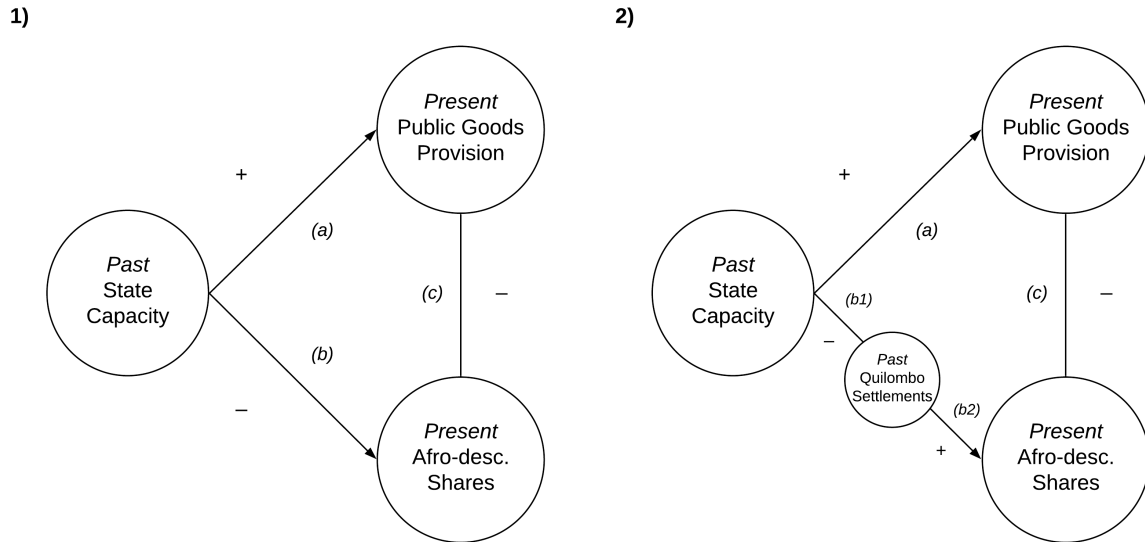 1)
Present
Public Goods
Provision
+
(a)
Past
State
Capacity
(c)
–
(b)
–
Present
Afro-desc.
Shares
2)
Present
Public Goods
Provision
+
(a)
Past
State
Capacity
(b1)
–
(c)
–
Past
Quilombo
Settlements
(b2)
+
Present
Afro-desc.
Shares